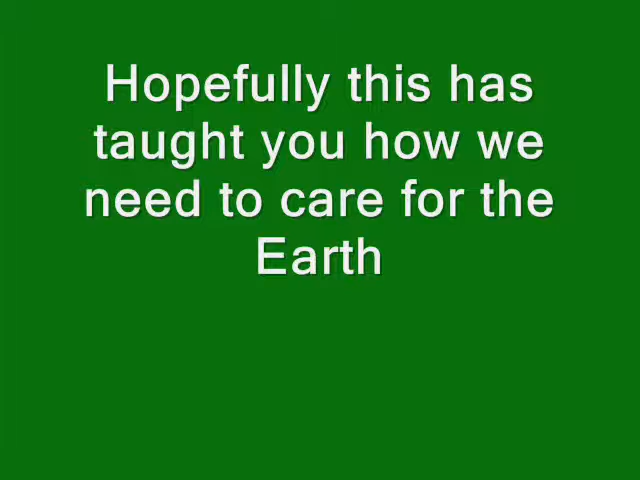 Hopefully this has
taught you how we
need to care for the
Earth